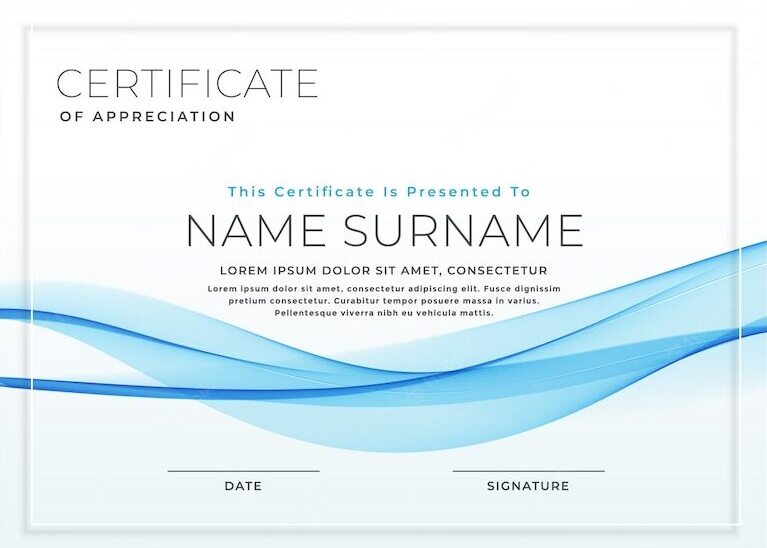 CERTIFICATE
OF APPRECIATION
This Certificate Is Presented To
NAME SURNAME
LOREM IPSUM DOLOR SIT AMET, CONSECTETUR
Lorem ipsum dolor sit amet, consectetur adipiscing elit. Fusce dignissim
pretium consectetur. Curabitur tempor posuere massa in varius.
Pellentesque viverra nibh eu vehicula mattis.
DATE
SIGNATURE